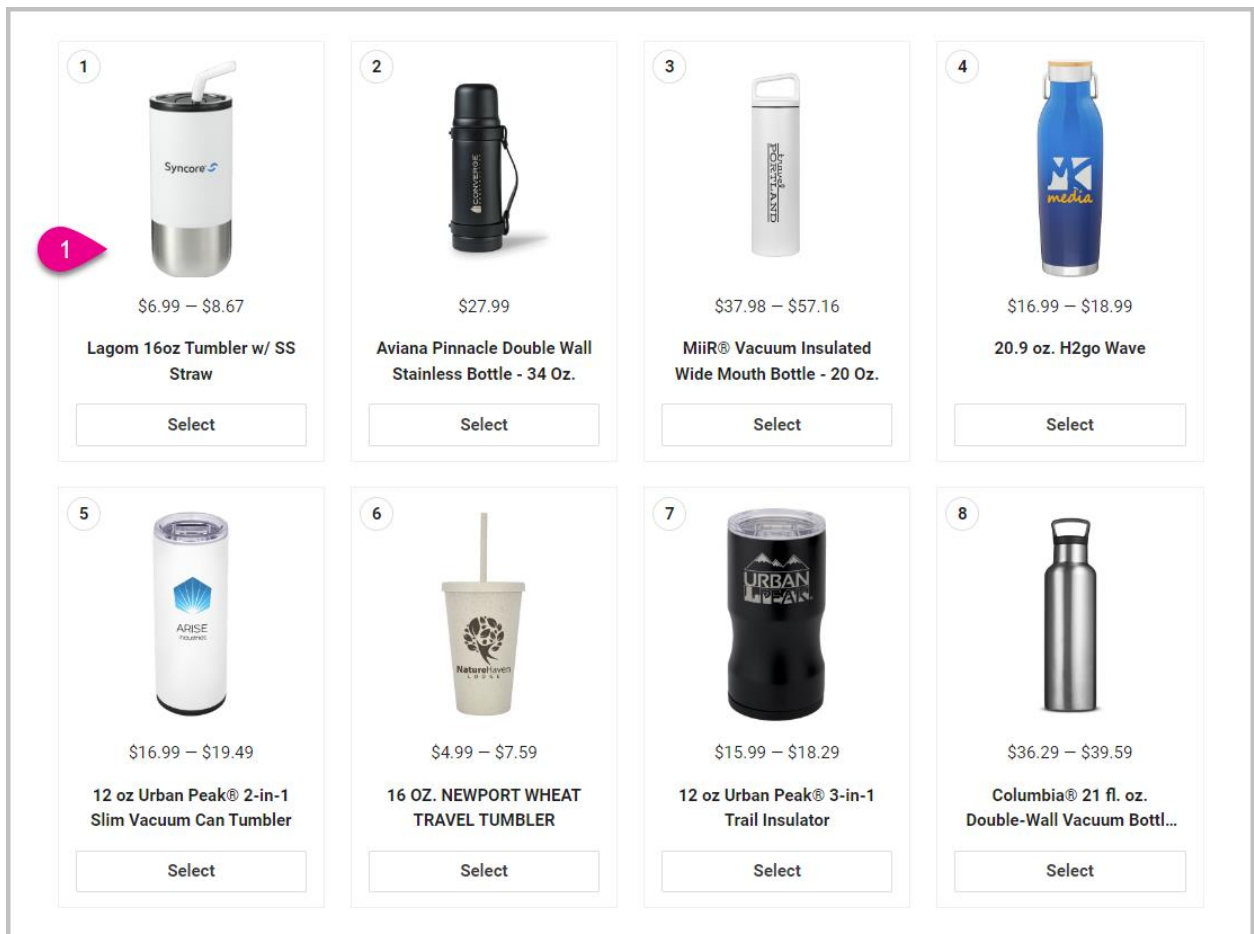 1
Syncore
1
$6.99 — $8.67
Lagom 16oz Tumbler w/ SS
Straw
Select
2
CONVERGE
$27.99
Aviana Pinnacle Double Wall
Stainless Bottle - 34 Oz.
Select
3
travel
PORTLAND
$37.98 — $57.16
MiiR® Vacuum Insulated
Wide Mouth Bottle - 20 Oz.
Select
4
MK
media
$16.99 — $18.99
20.9 oz. H2go Wave
Select
5
ARISE
$16.99 — $19.49
12 oz Urban Peak® 2-in-1
Slim Vacuum Can Tumbler
Select
6
NatureHaven
LODGE
$4.99 — $7.59
16 OZ. NEWPORT WHEAT
TRAVEL TUMBLER
Select
7
URBAN
PEAK
$15.99 — $18.29
12 oz Urban Peak® 3-in-1
Trail Insulator
Select
8
$36.29 — $39.59
Columbia® 21 fl. oz.
Double-Wall Vacuum Bottl...
Select